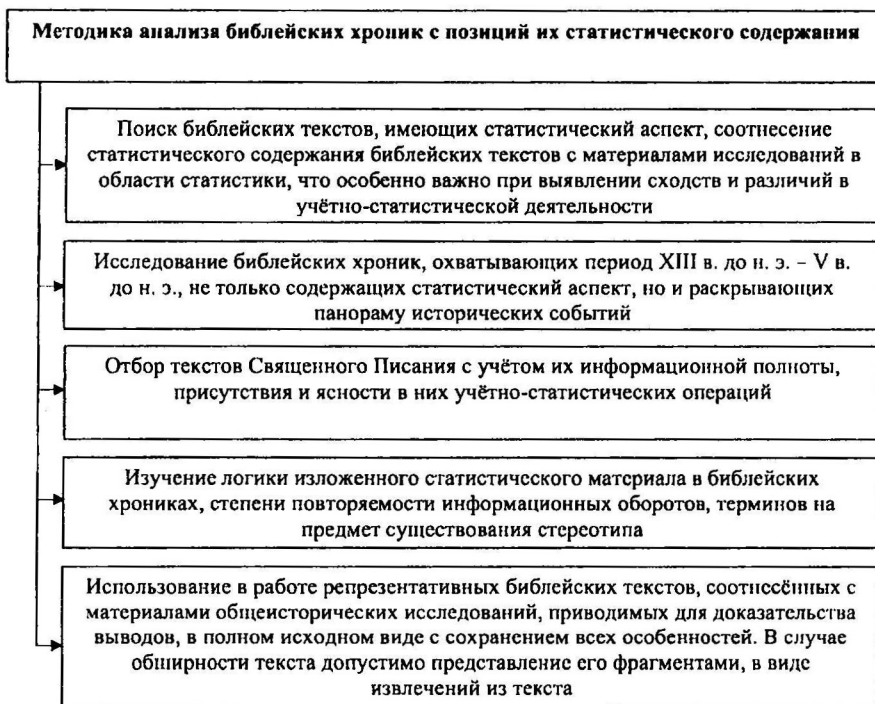 Методика анализа библейских хроник с позиций их статистического содержания
Поиск библейских текстов, имеющих статистический аспект, соотнесение
статистического содержания библейских текстов с материалами исследований в
области статистики, что особенно важно при выявлении сходств и различий в
учётно-статистической деятельности
Исследование библейских хроник, охватывающих период XIII в. до н. э. – V в.
до н. э., не только содержащих статистический аспект, но и раскрывающих
панораму исторических событий
Отбор текстов Священного Писания с учётом их информационной полноты,
присутствия и ясности в них учётно-статистических операций
Изучение логики изложенного статистического материала в библейских
хрониках, степени повторяемости информационных оборотов, терминов на
предмет существования стереотипа
Использование в работе репрезентативных библейских текстов, соотнесённых с
материалами общеисторических исследований, приводимых для доказательства
выводов, в полном исходном виде с сохранением всех особенностей. В случае
обширности текста допустимо представление его фрагментами, в виде
извлечений из текста